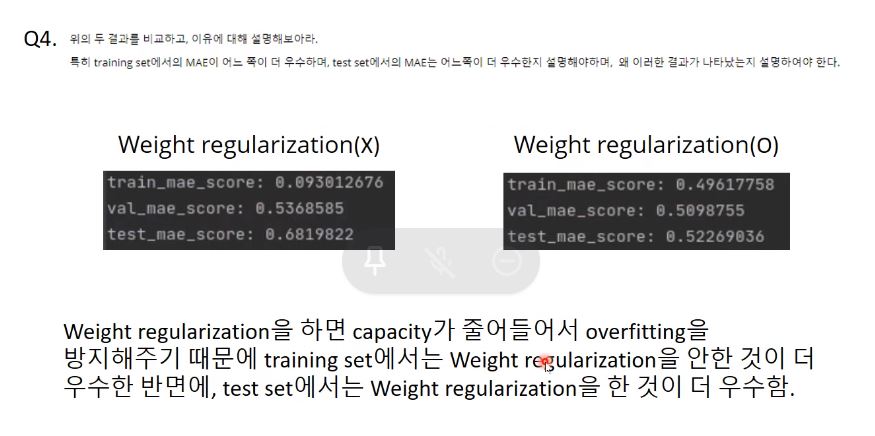 Q4. 위의 두 결과를 비교하고, 이유에 대해 설명해보아라.
특히 training set에서의 MAE이 어느 쪽이 더 우수하며, test set에서의 MAE는 어느쪽이 더 우수한지 설명해야하며, 왜 이러한 결과가 나타났는지 설명하여야 한다.
Weight regularization(X)
train_mae_score: 0.093012676
val_mae_score: 0.5368585
test_mae_score: 0.6819822
Weight regularization(O)
train_mae_score: 0.49617758
val_mae_score: 0.5098755
test_mae_score: 0.52269036
Weight regularization을 하면 capacity가 줄어들어서 overfitting을
방지해주기 때문에 training set에서는 Weight regularization을 안한 것이 더
우수한 반면에, test set에서는 Weight regularization을 한 것이 더 우수함.